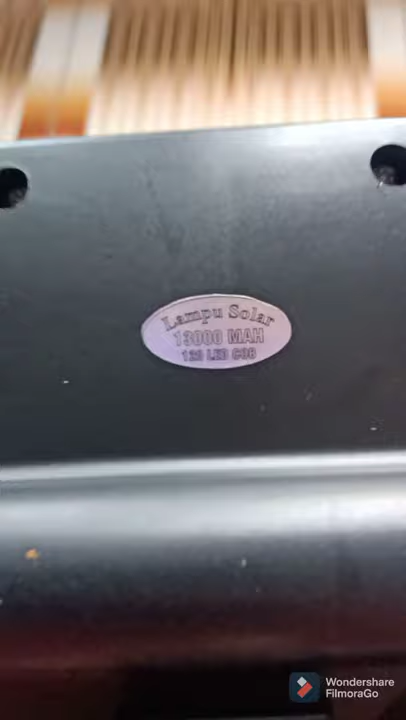 Lampu Solar
13000 MAH
120 LED COB
Wondershare
FilmoraGo